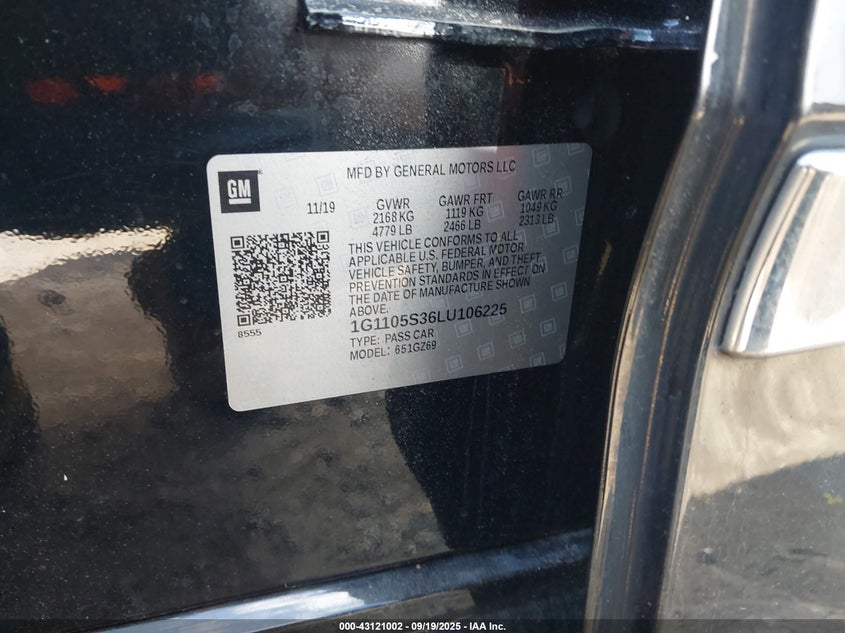 GM
MFD BY GENERAL MOTORS LLC
11/19 GVWR GAWR FRT GAWR RR
2168 KG 1119 KG 1049 KG
4779 LB 2466 LB 2313 LB
THIS VEHICLE CONFORMS TO ALL
APPLICABLE U.S. FEDERAL MOTOR
VEHICLE SAFETY, BUMPER, AND THEFT
PREVENTION STANDARDS IN EFFECT ON
THE DATE OF MANUFACTURE SHOWN
ABOVE.
8555
1G1105S36LU106225
TYPE: PASS CAR
MODEL: 651GZ69
000-43121002 - 09/19/2025 - IAA Inc.